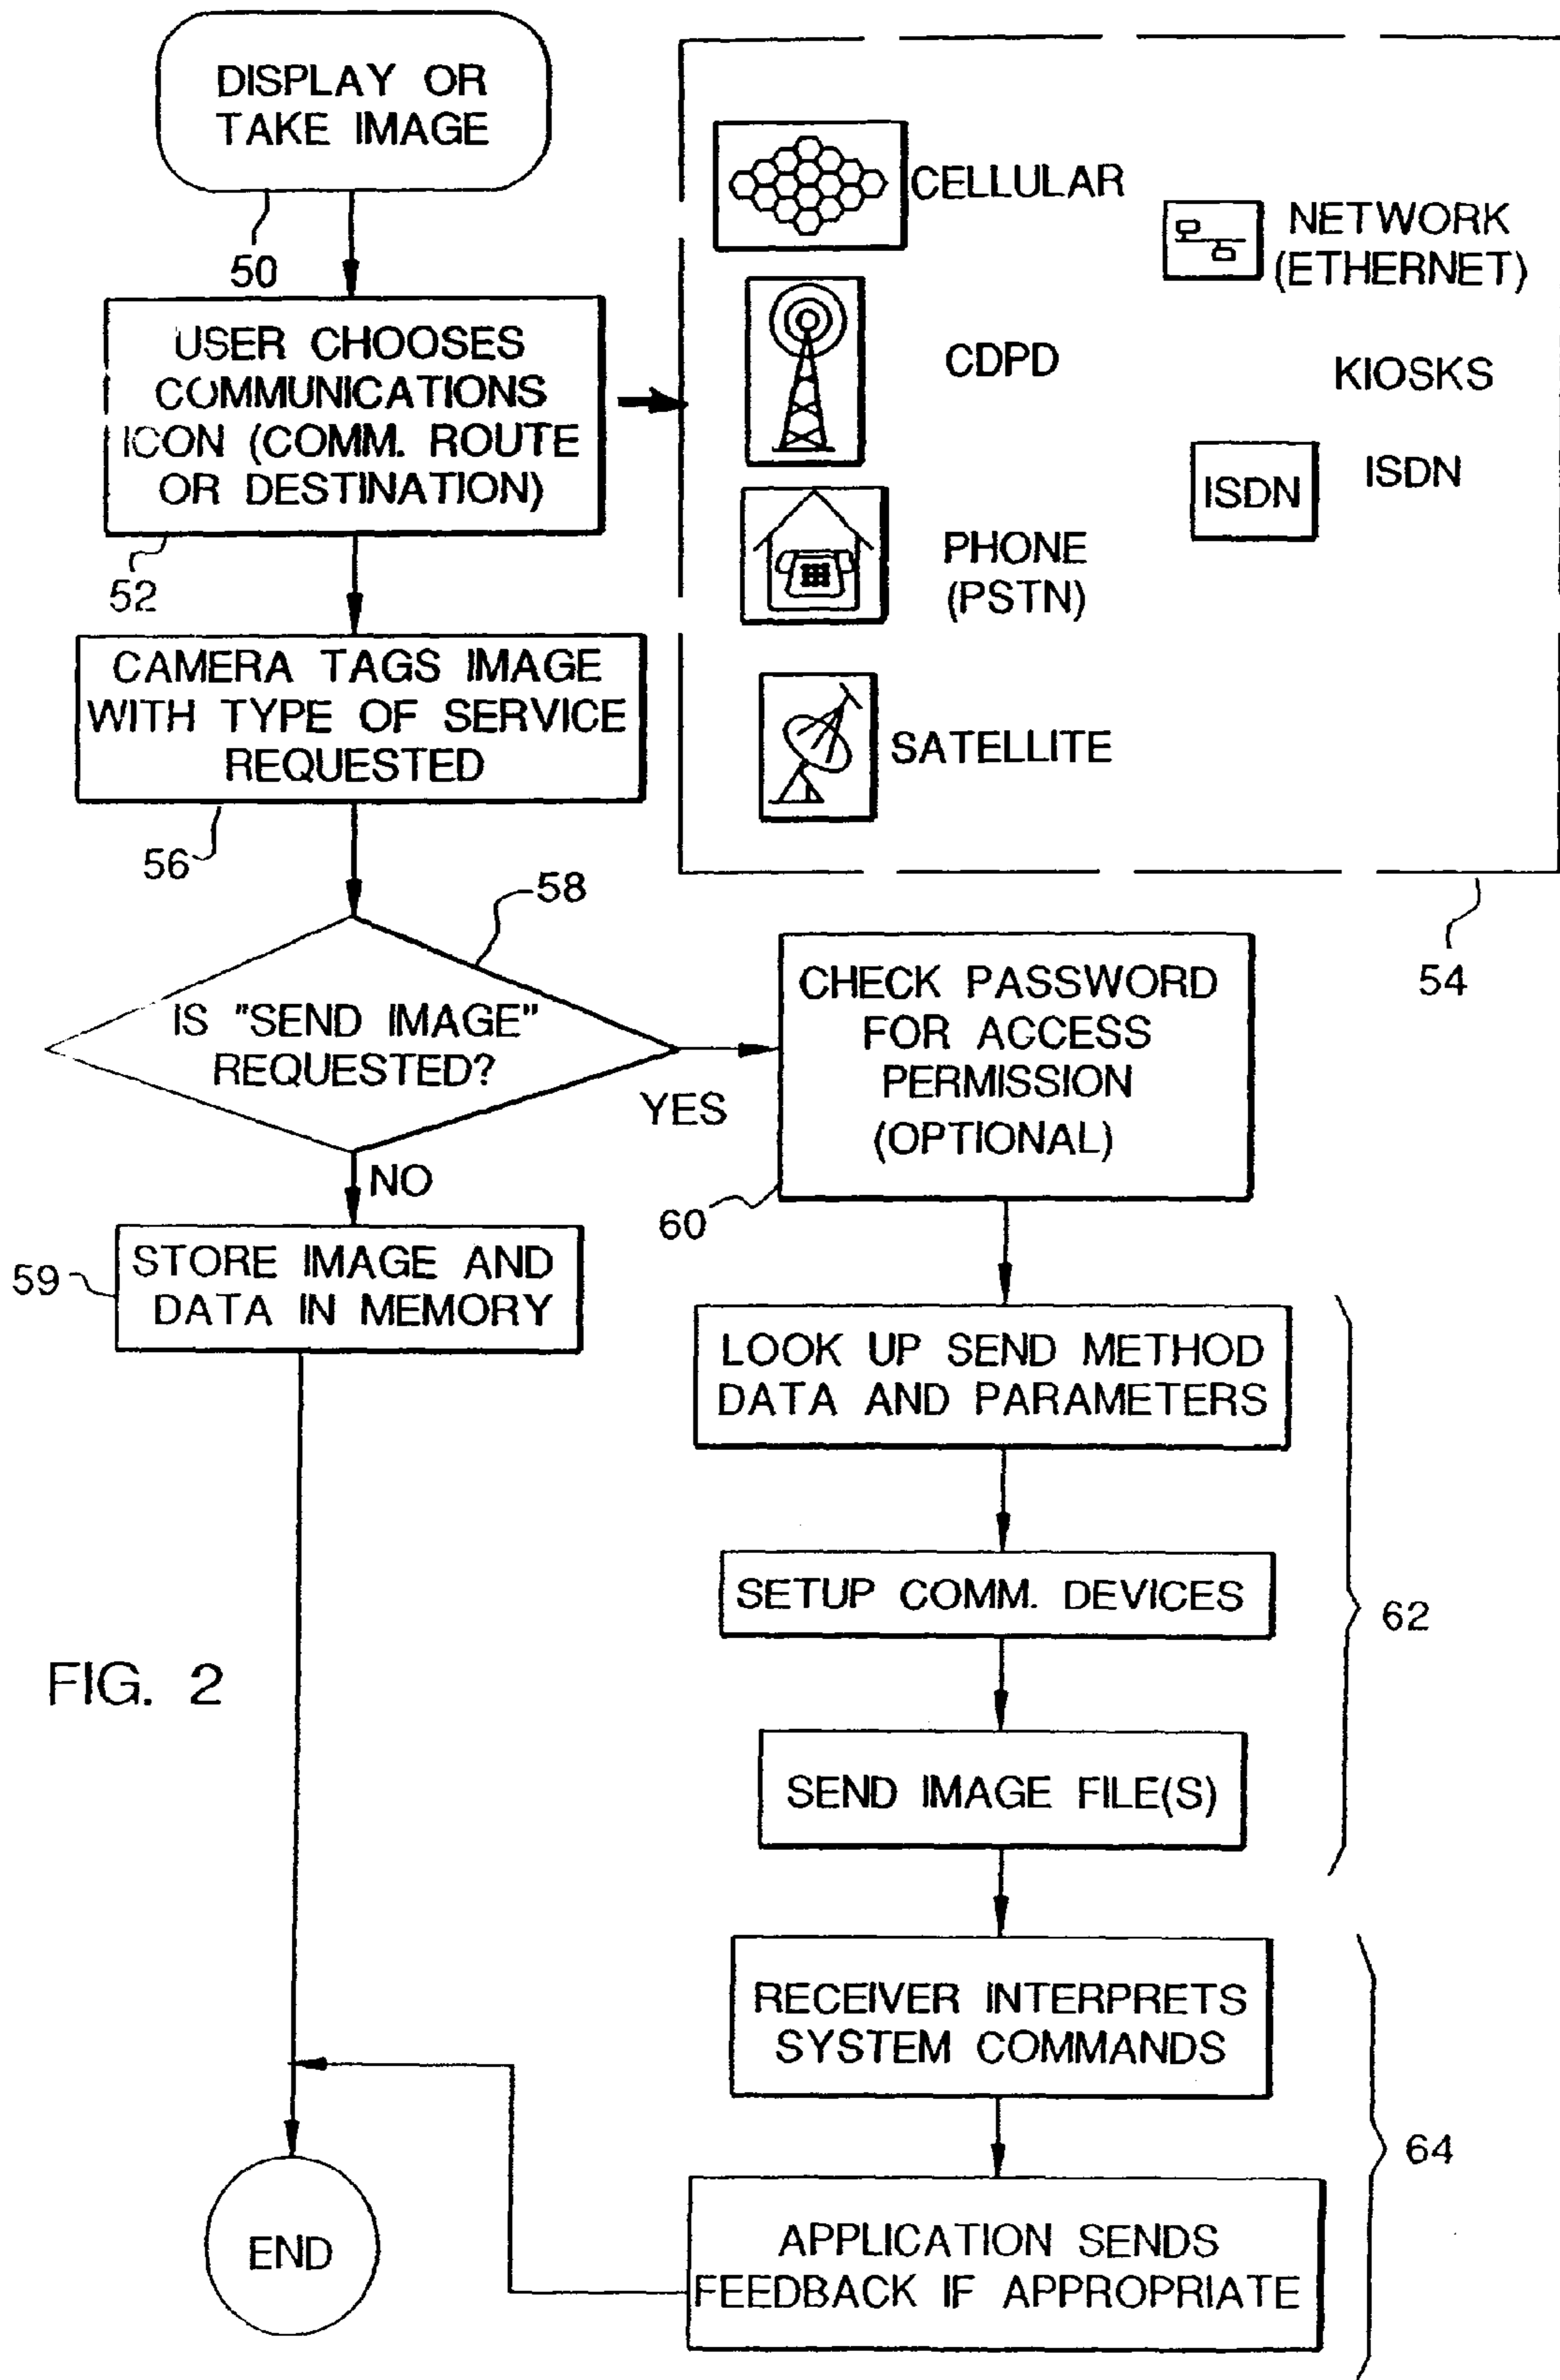 DISPLAY OR
TAKE IMAGE
50
USER CHOOSES
COMMUNICATIONS
ICON (COMM. ROUTE
OR DESTINATION)
52
CELLULAR
NETWORK
(ETHERNET)
CDPD
KIOSKS
ISDN
ISDN
PHONE
(PSTN)
SATELLITE
54
CAMERA TAGS IMAGE
WITH TYPE OF SERVICE
REQUESTED
56
58
IS "SEND IMAGE"
REQUESTED?
YES
NO
CHECK PASSWORD
FOR ACCESS
PERMISSION
(OPTIONAL)
60
59
STORE IMAGE AND
DATA IN MEMORY
LOOK UP SEND METHOD
DATA AND PARAMETERS
SETUP COMM. DEVICES
62
SEND IMAGE FILE(S)
FIG. 2
RECEIVER INTERPRETS
SYSTEM COMMANDS
64
APPLICATION SENDS
FEEDBACK IF APPROPRIATE
END